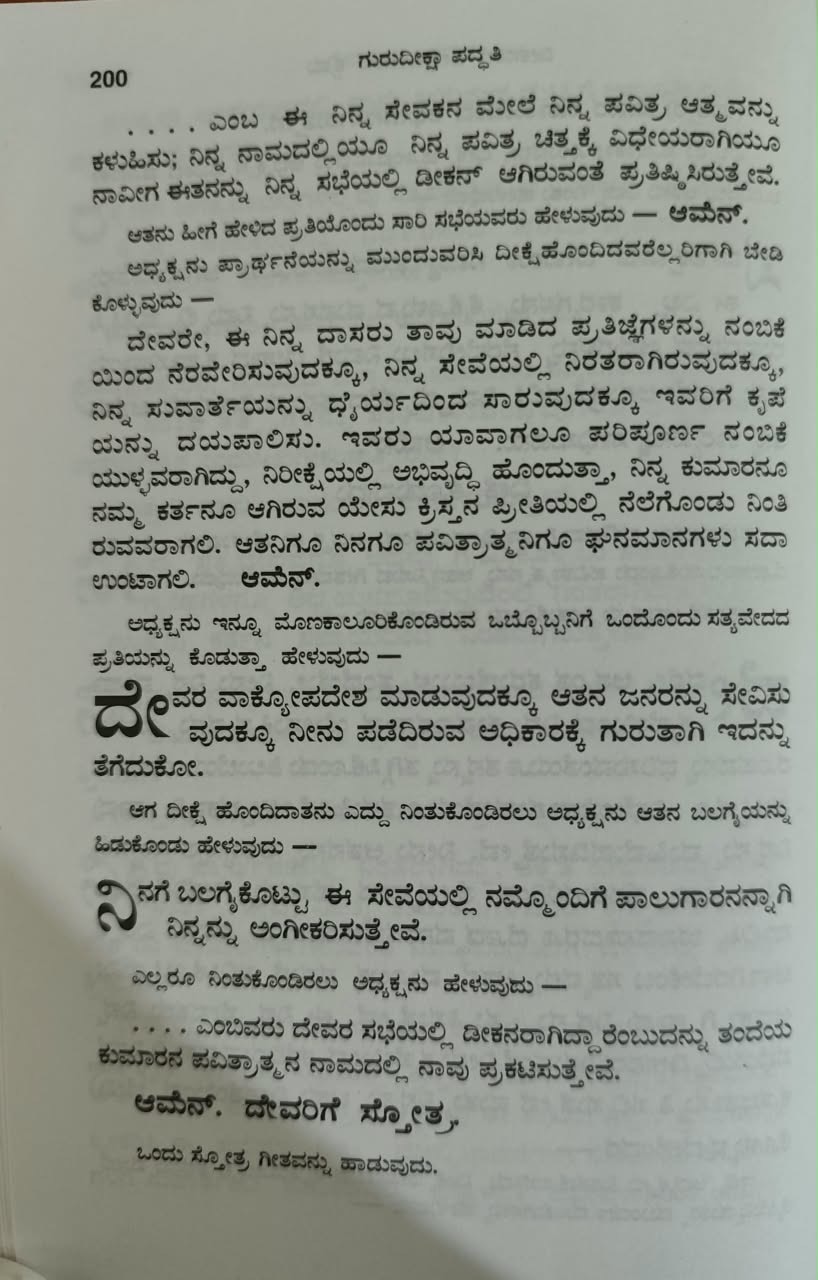 200
ಗುರುದೀಕ್ಷಾ ಪದ್ಧತಿ
. . . . ಎಂಬ ಈ ನಿನ್ನ ಸೇವಕನ ಮೇಲೆ ನಿನ್ನ ಪವಿತ್ರ ಆತ್ಮವನ್ನು
ಕಳುಹಿಸು; ನಿನ್ನ ನಾಮದಲ್ಲಿಯೂ ನಿನ್ನ ಪವಿತ್ರ ಚಿತ್ತಕ್ಕೆ ವಿಧೇಯರಾಗಿಯೂ
ನಾವೀಗ ಈತನನ್ನು ನಿನ್ನ ಸಭೆಯಲ್ಲಿ ಡೀಕನ್ ಆಗಿರುವಂತೆ ಪ್ರತಿಷ್ಠಿಸಿರುತ್ತೇವೆ.
ಆತನು ಹೀಗೆ ಹೇಳಿದ ಪ್ರತಿಯೊಂದು ಸಾರಿ ಸಭೆಯವರು ಹೇಳುವುದು — ಆಮೆನ್.
ಅಧ್ಯಕ್ಷನು ಪ್ರಾರ್ಥನೆಯನ್ನು ಮುಂದುವರಿಸಿ ದೀಕ್ಷೆಹೊಂದಿದವರೆಲ್ಲರಿಗಾಗಿ ಬೇಡಿ
ಕೊಳ್ಳುವುದು —
ದೇವರೇ, ಈ ನಿನ್ನ ದಾಸರು ತಾವು ಮಾಡಿದ ಪ್ರತಿಜ್ಞೆಗಳನ್ನು ನಂಬಿಕೆ
ಯಿಂದ ನೆರವೇರಿಸುವುದಕ್ಕೂ, ನಿನ್ನ ಸೇವೆಯಲ್ಲಿ ನಿರತರಾಗಿರುವುದಕ್ಕೂ,
ನಿನ್ನ ಸುವಾರ್ತೆಯನ್ನು ಧೈರ್ಯದಿಂದ ಸಾರುವುದಕ್ಕೂ ಇವರಿಗೆ ಕೃಪೆ
ಯನ್ನು ದಯಪಾಲಿಸು. ಇವರು ಯಾವಾಗಲೂ ಪರಿಪೂರ್ಣ ನಂಬಿಕೆ
ಯುಳ್ಳವರಾಗಿದ್ದು, ನಿರೀಕ್ಷೆಯಲ್ಲಿ ಅಭಿವೃದ್ಧಿ ಹೊಂದುತ್ತಾ, ನಿನ್ನ ಕುಮಾರನೂ
ನಮ್ಮ ಕರ್ತನೂ ಆಗಿರುವ ಯೇಸು ಕ್ರಿಸ್ತನ ಪ್ರೀತಿಯಲ್ಲಿ ನೆಲೆಗೊಂಡು ನಿಂತಿ
ರುವವರಾಗಲಿ. ಆತನಿಗೂ ನಿನಗೂ ಪವಿತ್ರಾತ್ಮನಿಗೂ ಘನಮಾನಗಳು ಸದಾ
ಉಂಟಾಗಲಿ. ಆಮೆನ್.
ಅಧ್ಯಕ್ಷನು ಇನ್ನೂ ಮೊಣಕಾಲೂರಿಕೊಂಡಿರುವ ಒಬ್ಬೊಬ್ಬನಿಗೆ ಒಂದೊಂದು ಸತ್ಯವೇದದ
ಪ್ರತಿಯನ್ನು ಕೊಡುತ್ತಾ ಹೇಳುವುದು —
ದೇವರ ವಾಕ್ಯೋಪದೇಶ ಮಾಡುವುದಕ್ಕೂ ಆತನ ಜನರನ್ನು ಸೇವಿಸು
ವುದಕ್ಕೂ ನೀನು ಪಡೆದಿರುವ ಅಧಿಕಾರಕ್ಕೆ ಗುರುತಾಗಿ ಇದನ್ನು
ತೆಗೆದುಕೋ.
ಆಗ ದೀಕ್ಷೆ ಹೊಂದಿದಾತನು ಎದ್ದು ನಿಂತುಕೊಂಡಿರಲು ಅಧ್ಯಕ್ಷನು ಆತನ ಬಲಗೈಯನ್ನು
ಹಿಡುಕೊಂಡು ಹೇಳುವುದು —
ನಿನಗೆ ಬಲಗೈಕೊಟ್ಟು ಈ ಸೇವೆಯಲ್ಲಿ ನಮ್ಮೊಂದಿಗೆ ಪಾಲುಗಾರನನ್ನಾಗಿ
ನಿನ್ನನ್ನು ಅಂಗೀಕರಿಸುತ್ತೇವೆ.
ಎಲ್ಲರೂ ನಿಂತುಕೊಂಡಿರಲು ಅಧ್ಯಕ್ಷನು ಹೇಳುವುದು —
. . . . ಎಂಬಿವರು ದೇವರ ಸಭೆಯಲ್ಲಿ ಡೀಕನರಾಗಿದ್ದಾರೆಂಬುದನ್ನು ತಂದೆಯ
ಕುಮಾರನ ಪವಿತ್ರಾತ್ಮನ ನಾಮದಲ್ಲಿ ನಾವು ಪ್ರಕಟಿಸುತ್ತೇವೆ.
ಆಮೆನ್. ದೇವರಿಗೆ ಸ್ತೋತ್ರ.
ಒಂದು ಸ್ತೋತ್ರ ಗೀತವನ್ನು ಹಾಡುವುದು.